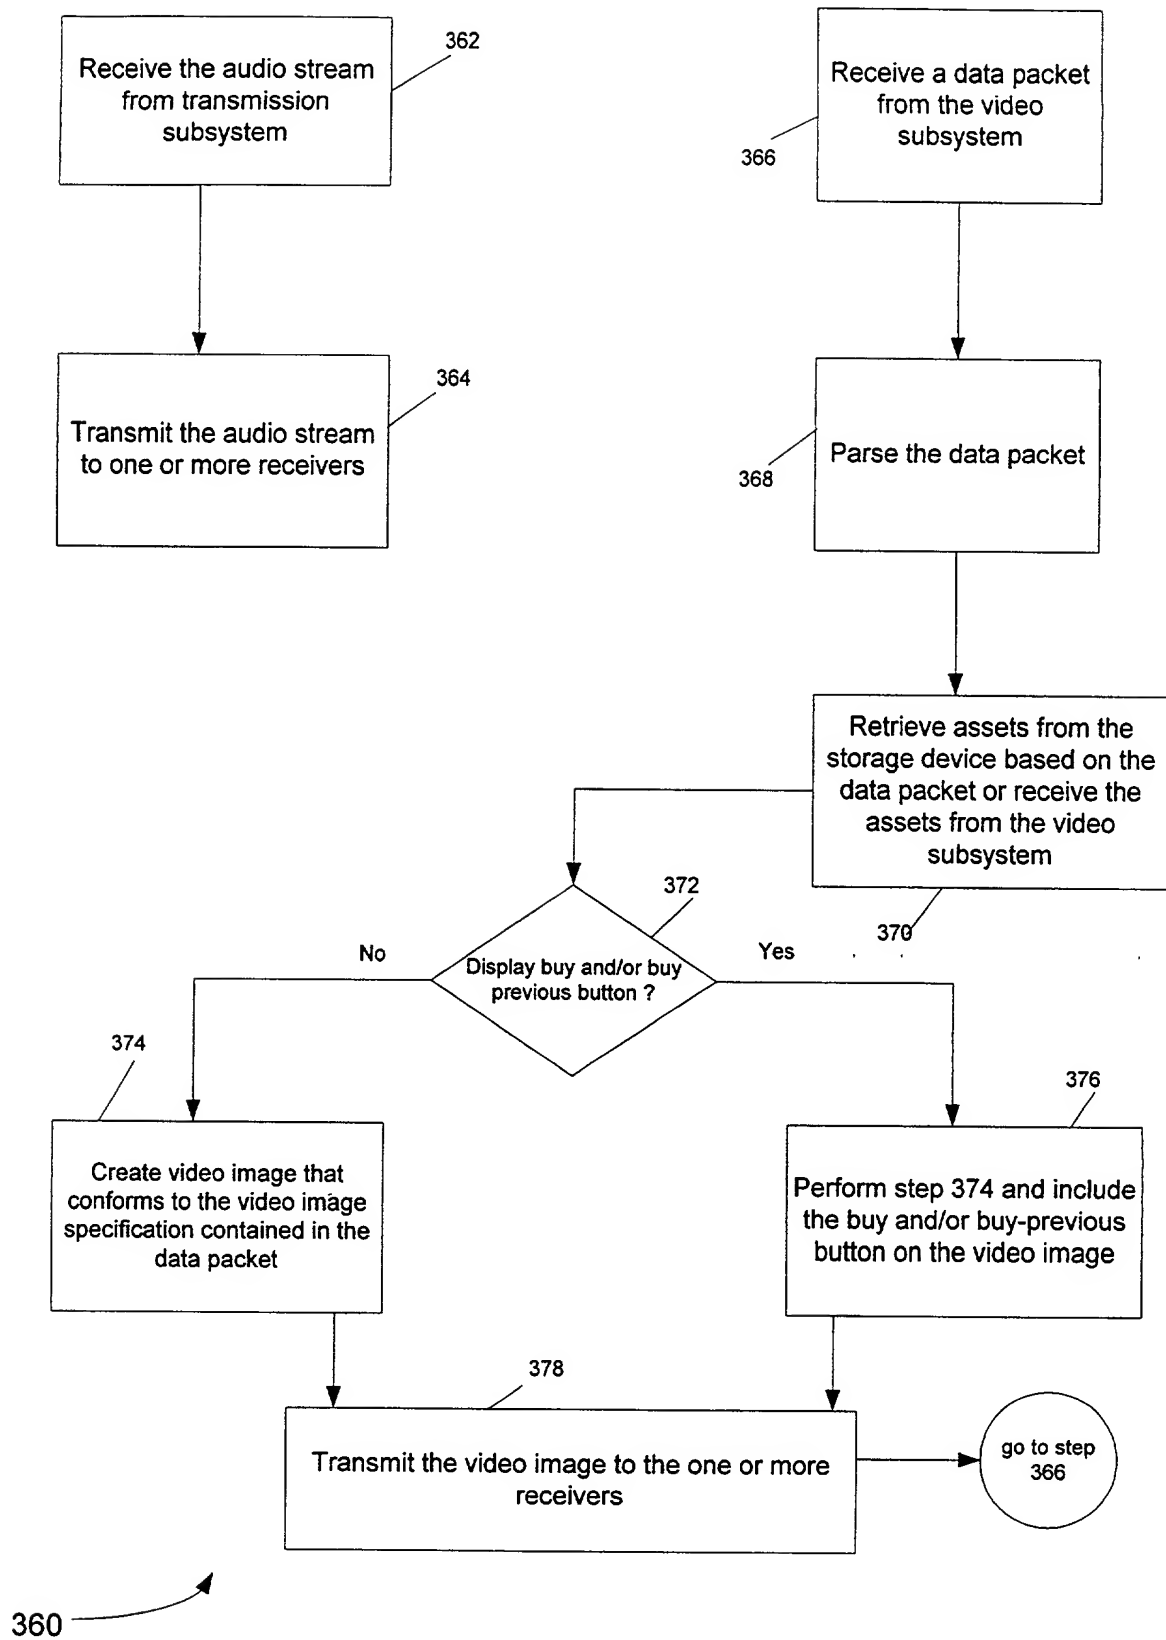 Receive the audio stream
from transmission
subsystem
362
Receive a data packet
from the video
subsystem
366
Transmit the audio stream
to one or more receivers
364
Parse the data packet
368
Retrieve assets from the
storage device based on the
data packet or receive the
assets from the video
subsystem
370
372
Display buy and/or buy
previous button ?
No
Yes
374
Create video image that
conforms to the video image
specification contained in the
data packet
376
Perform step 374 and include
the buy and/or buy-previous
button on the video image
378
Transmit the video image to the one or more
receivers
go to step
366
360